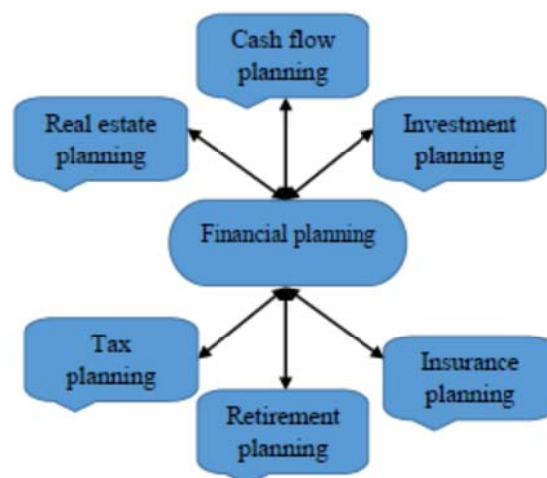 Cash flow
planning
Real estate
planning
Investment
planning
Financial planning
Tax
planning
Retirement
planning
Insurance
planning